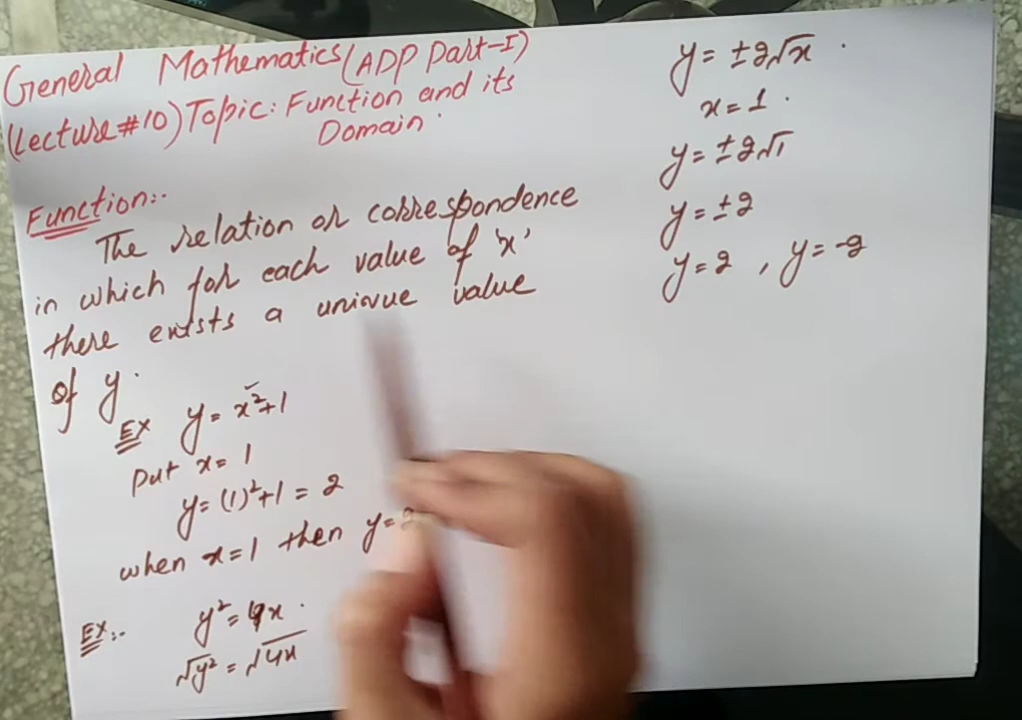 General Mathematics (ADP Part-I)
(Lecture #10) Topic: Function and its
Domain.
Function:-
The relation or correspondence
in which for each value of 'x'
there exists a univue value
of y.
Ex y = x²+1
Put x = 1
y = (1)²+1 = 2
when x=1 then y=2
Ex:- y² = 4x .
√y² = √4x
y = ±2√x .
x = 1 .
y = ±2√1
y = ±2
y = 2 , y = -2